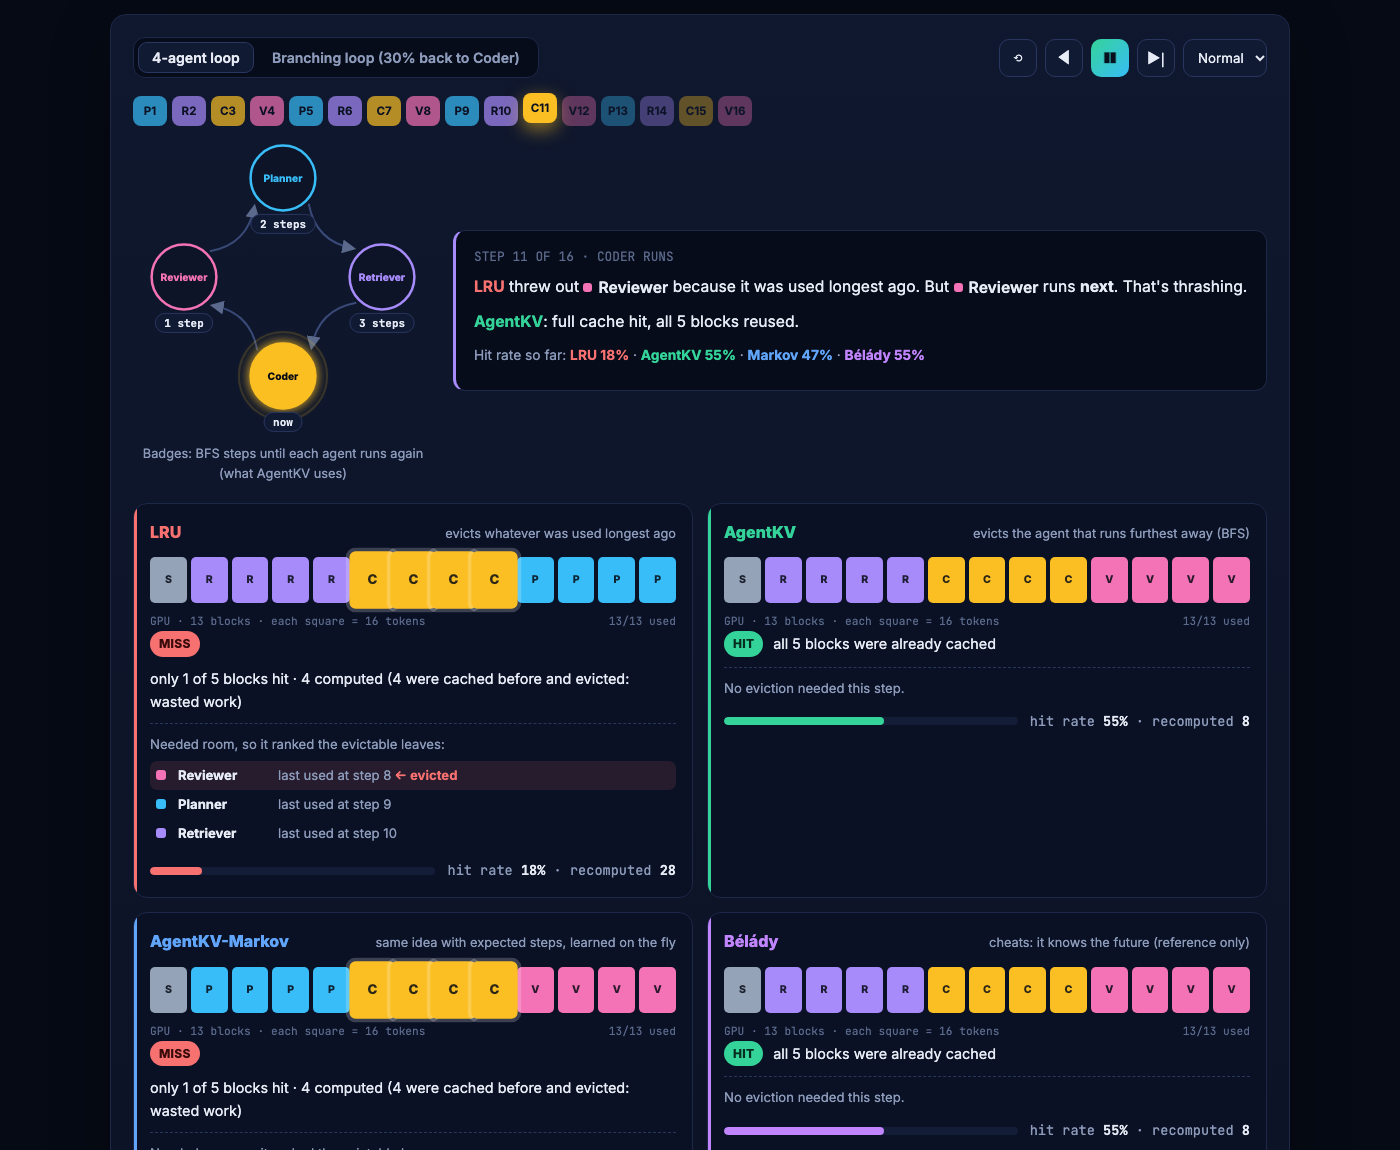 4-agent loop
Branching loop (30% back to Coder)
Normal
P1 R2 C3 V4 P5 R6 C7 V8 P9 R10 C11 V12 P13 R14 C15 V16
Planner
2 steps
Reviewer
Retriever
1 step
3 steps
Coder
now
Badges: BFS steps until each agent runs again
(what AgentKV uses)
STEP 11 OF 16 · CODER RUNS
LRU threw out Reviewer because it was used longest ago. But Reviewer runs next. That's thrashing.
AgentKV: full cache hit, all 5 blocks reused.
Hit rate so far: LRU 18% · AgentKV 55% · Markov 47% · Bélády 55%
LRU
evicts whatever was used longest ago
S R R R R C C C C P P P P
GPU · 13 blocks · each square = 16 tokens
13/13 used
MISS
only 1 of 5 blocks hit · 4 computed (4 were cached before and evicted:
wasted work)
Needed room, so it ranked the evictable leaves:
Reviewer last used at step 8 ← evicted
Planner last used at step 9
Retriever last used at step 10
hit rate 18% · recomputed 28
AgentKV
evicts the agent that runs furthest away (BFS)
S R R R R C C C C V V V V
GPU · 13 blocks · each square = 16 tokens
13/13 used
HIT all 5 blocks were already cached
No eviction needed this step.
hit rate 55% · recomputed 8
AgentKV-Markov
same idea with expected steps, learned on the fly
S P P P P C C C C V V V V
GPU · 13 blocks · each square = 16 tokens
13/13 used
MISS
only 1 of 5 blocks hit · 4 computed (4 were cached before and evicted:
wasted work)
Bélády
cheats: it knows the future (reference only)
S R R R R C C C C V V V V
GPU · 13 blocks · each square = 16 tokens
13/13 used
HIT all 5 blocks were already cached
No eviction needed this step.
hit rate 55% · recomputed 8